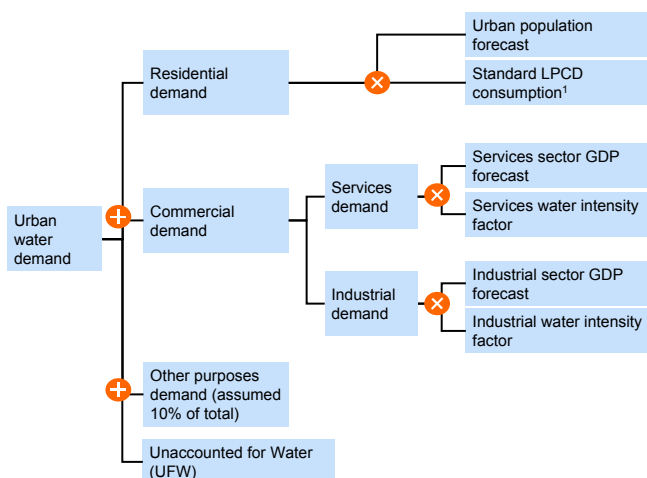 Urban population
forecast
Residential
demand
Standard LPCD
consumption¹
Services sector GDP
forecast
Services
demand
Services water intensity
factor
Commercial
demand
Urban
water
demand
Industrial sector GDP
forecast
Industrial
demand
Industrial water intensity
factor
Other purposes
demand (assumed
10% of total)
Unaccounted for Water
(UFW)